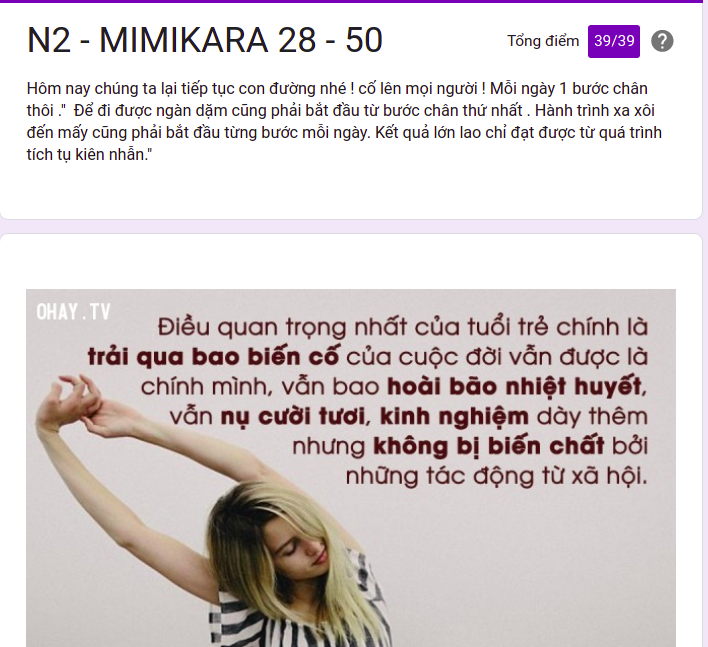 N2 - MIMIKARA 28 - 50
Tổng điểm 39/39 ?
Hôm nay chúng ta lại tiếp tục con đường nhé ! cố lên mọi người ! Mỗi ngày 1 bước chân
thôi ." Để đi được ngàn dặm cũng phải bắt đầu từ bước chân thứ nhất . Hành trình xa xôi
đến mấy cũng phải bắt đầu từng bước mỗi ngày. Kết quả lớn lao chỉ đạt được từ quá trình
tích tụ kiên nhẫn."
OHAY.TV
Điều quan trọng nhất của tuổi trẻ chính là
trải qua bao biến cố của cuộc đời vẫn được là
chính mình, vẫn bao hoài bão nhiệt huyết,
vẫn nụ cười tươi, kinh nghiệm dày thêm
nhưng không bị biến chất bởi
những tác động từ xã hội.